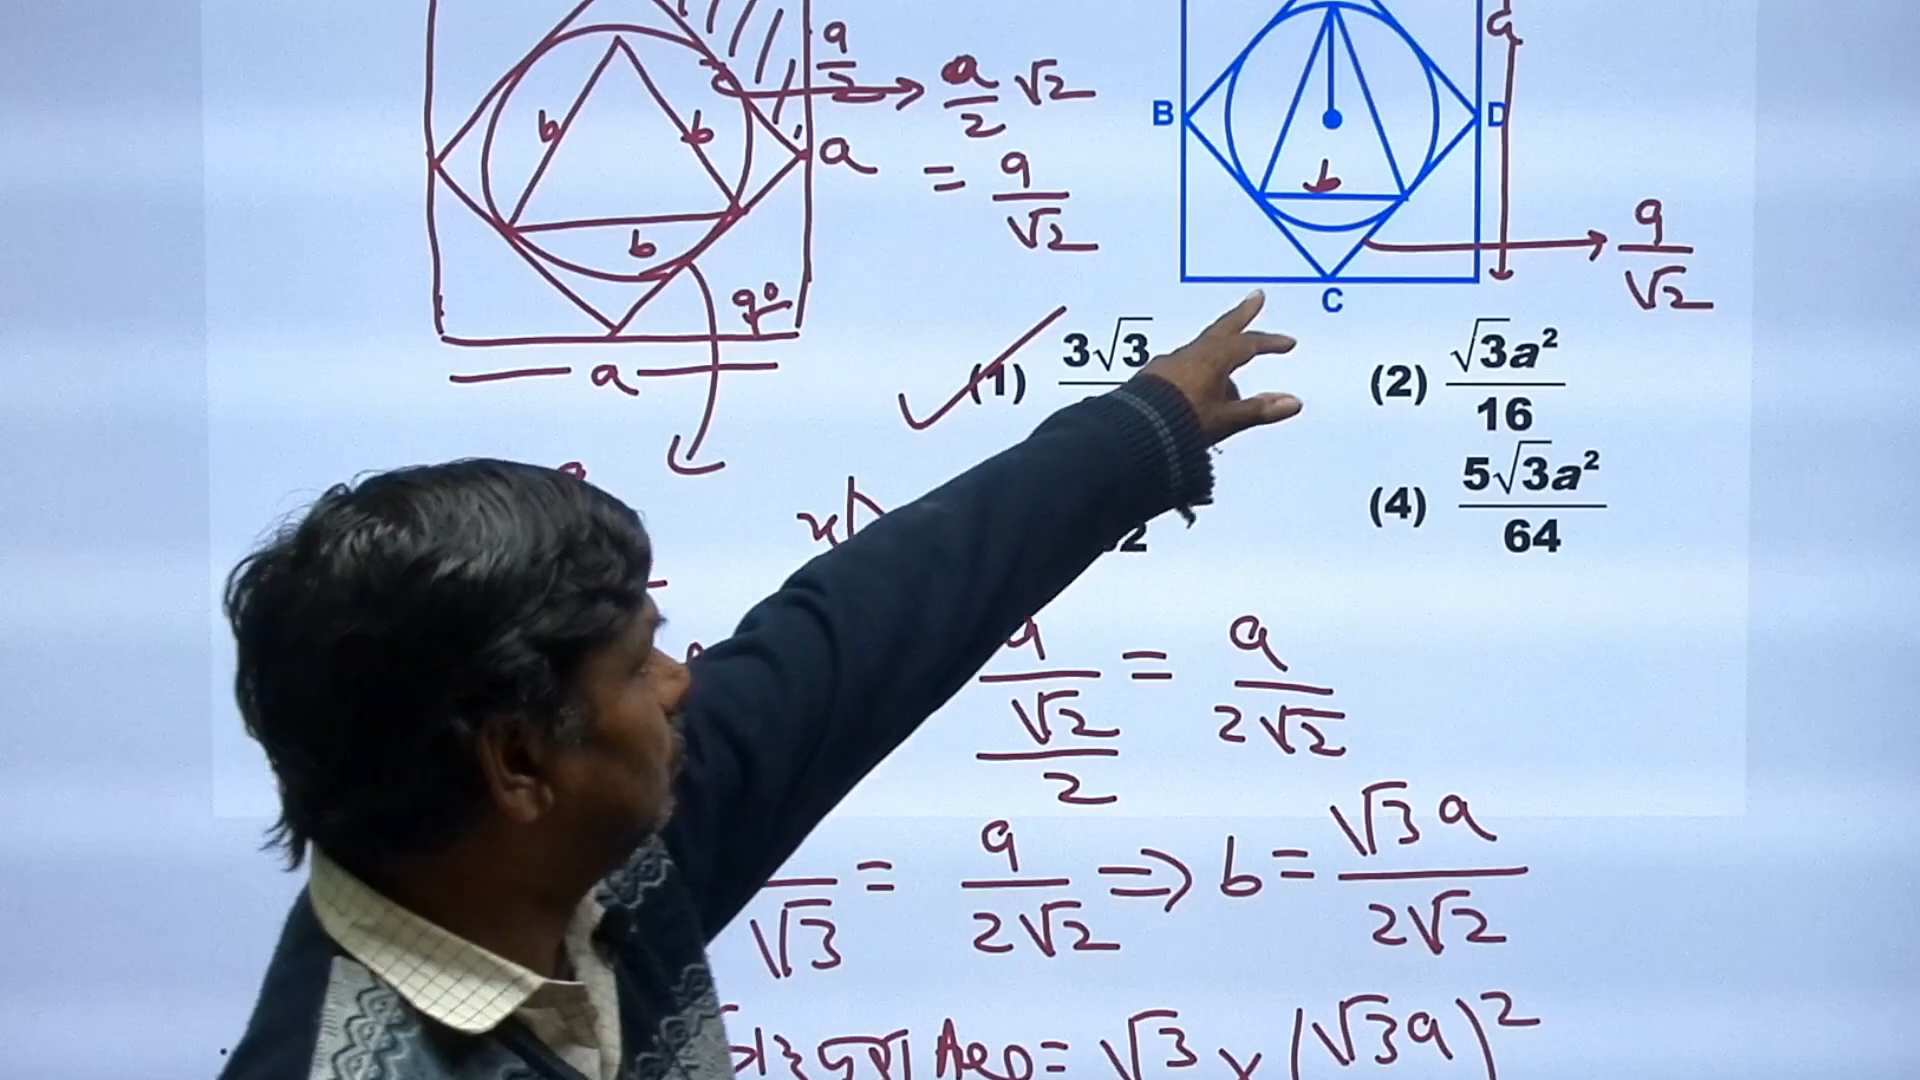 b b
b
a/2
a/2 √2
a
= a/√2
90°
a
B
D
C
b
a
a/√2
(1) 3√3
(2) √3a²/16
(4) 5√3a²/64
x
a/√2/2 = a/2√2
√3 = a/2√2 ⇒ b = √3a/2√2
Area = √3 × (√3a)²